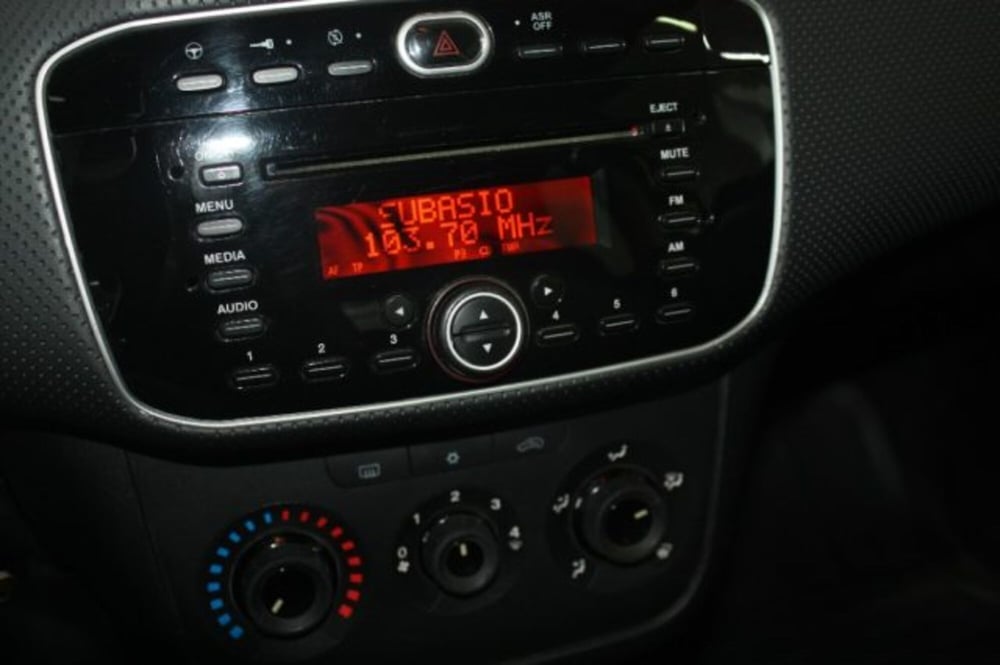 ASR
OFF
EJECT
MENU
MUTE
SUBASIO
103.70 MHz
FM
MEDIA
AF TP
AM
AUDIO
1 2 3 4 5 6
0 1 2 3 4